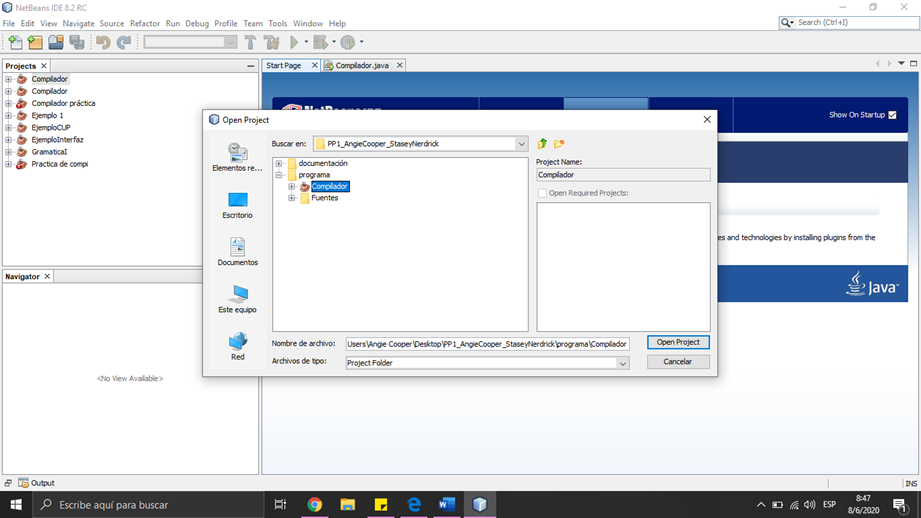 NetBeans IDE 8.2 RC
File Edit View Navigate Source Refactor Run Debug Profile Team Tools Window Help
Search (Ctrl+I)
Projects
Start Page
Compilador.java
Compilador
Compilador
Compilador práctica
Ejemplo 1
EjemploCUP
EjemploInterfaz
GramaticaI
Practica de compi
Show On Startup
Open Project
Buscar en:
PP1_AngieCooper_StaseyNerdrick
Elementos re...
Escritorio
Documentos
Este equipo
Red
documentación
programa
Compilador
Fuentes
Project Name:
Compilador
Open Required Projects:
es and technologies by installing plugins from the
Java
Nombre de archivo:
Users\Angie Cooper\Desktop\PP1_AngieCooper_StaseyNerdrick\programa\Compilador
Open Project
Archivos de tipo:
Project Folder
Cancelar
Navigator
<No View Available>
Output
INS
Escribe aquí para buscar
ESP
8:47
8/6/2020
1